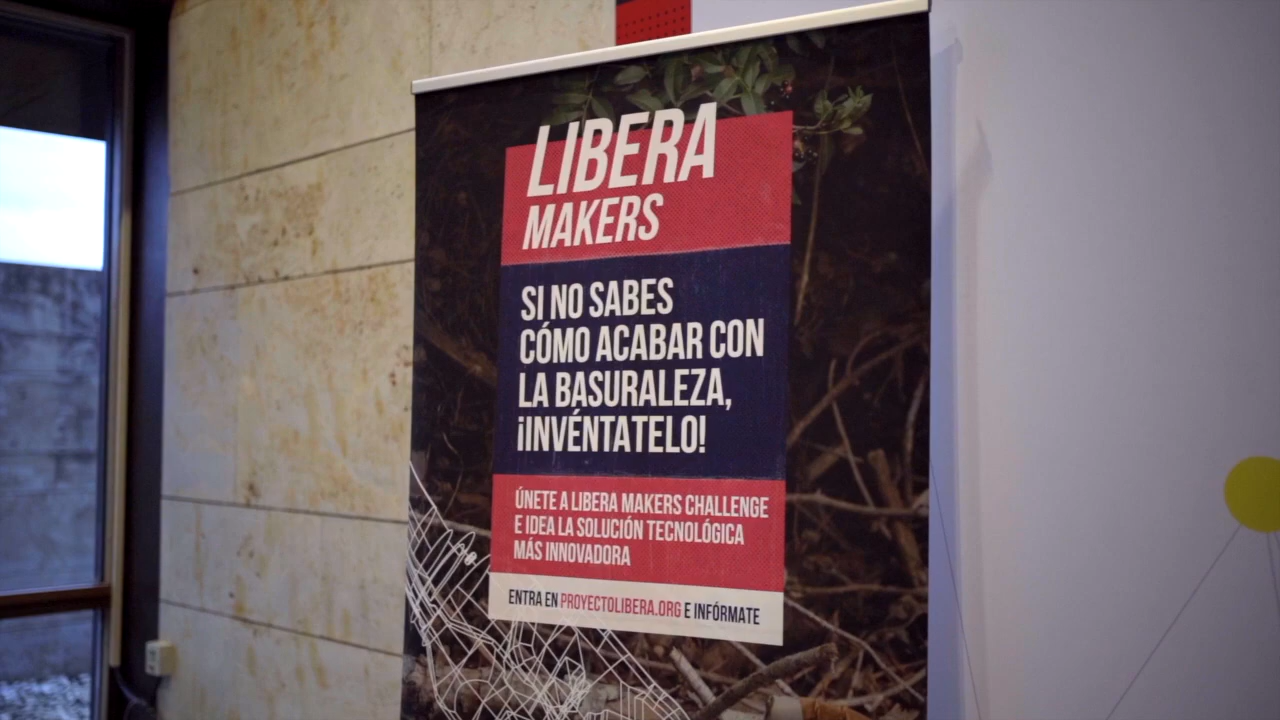 LIBERA
MAKERS
SI NO SABES
CÓMO ACABAR CON
LA BASURALEZA,
¡INVÉNTATELO!
ÚNETE A LIBERA MAKERS CHALLENGE
E IDEA LA SOLUCIÓN TECNOLÓGICA
MÁS INNOVADORA
ENTRA EN PROYECTOLIBERA.ORG E INFÓRMATE